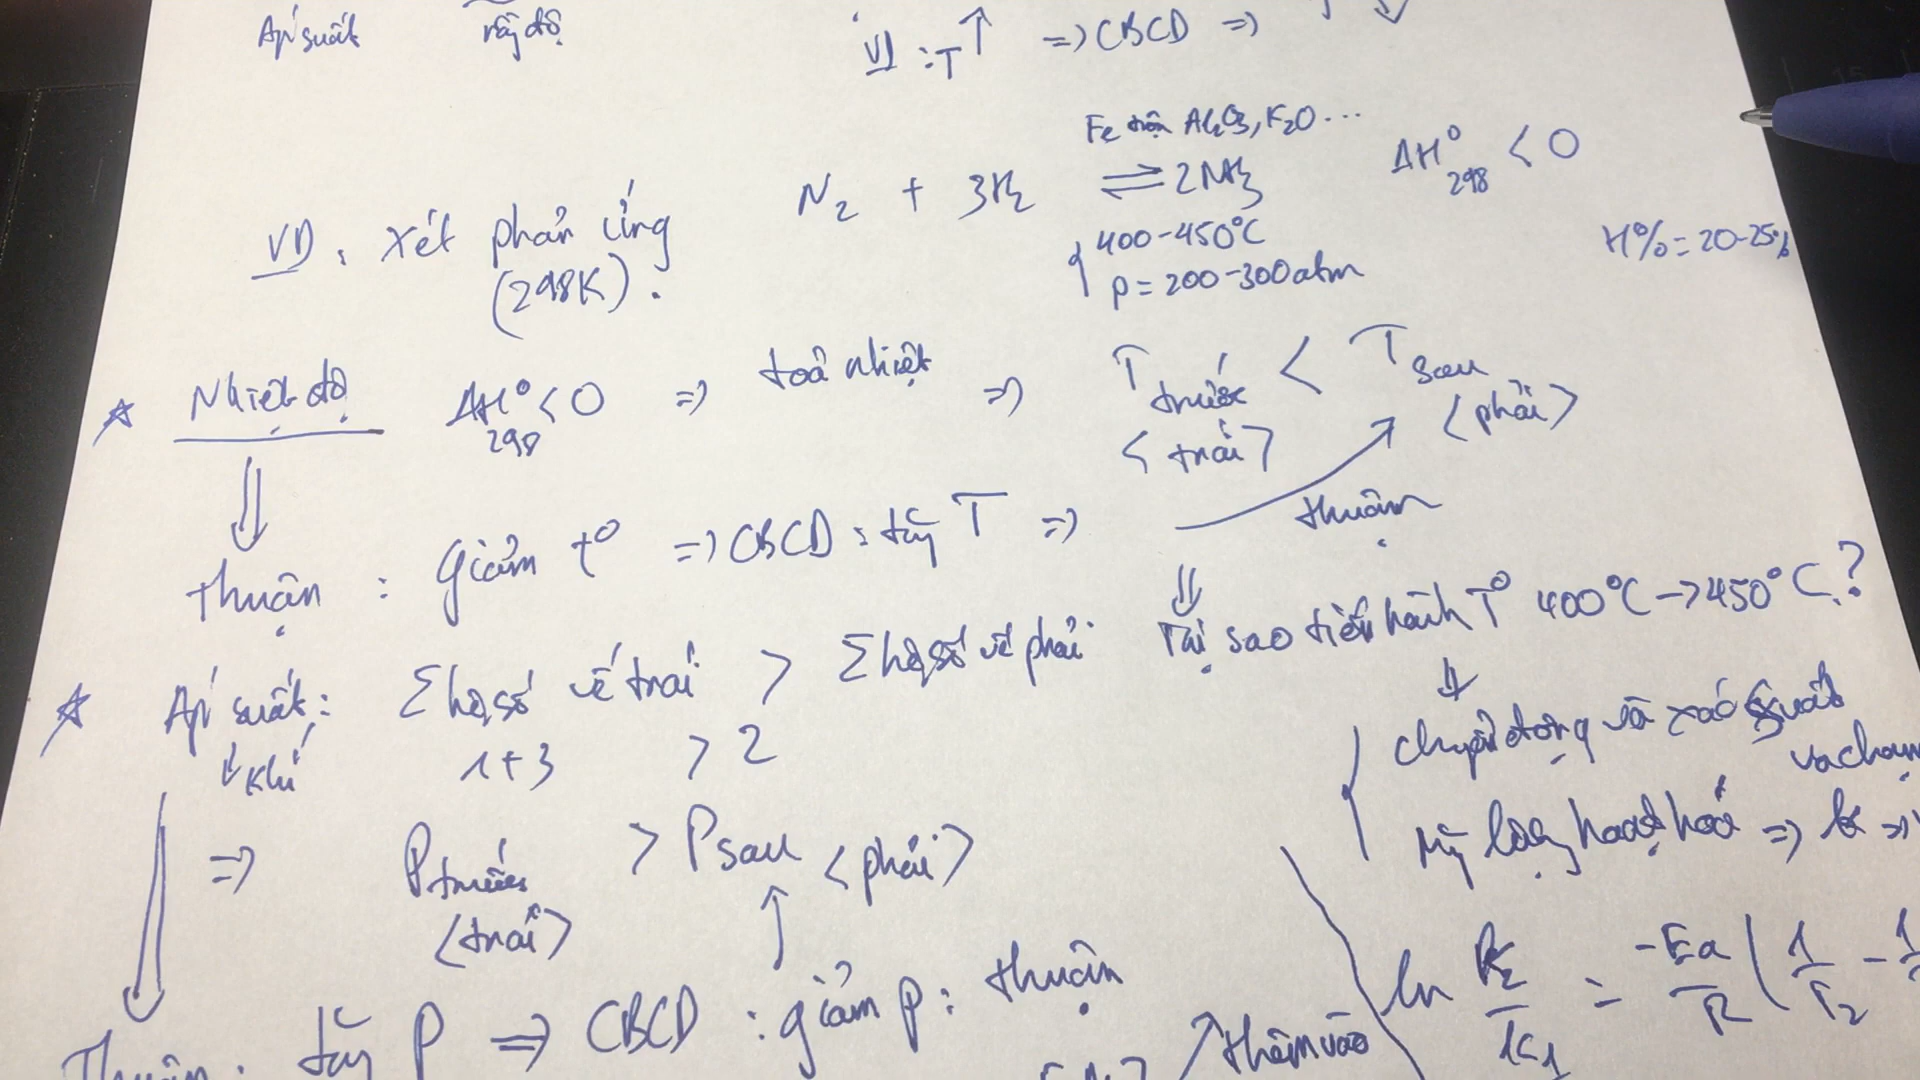 Áp suất nồng độ
VD : T↑ => CBCD =>
Fe trộn Al2O3, K2O ...
VD : Xét phản ứng N2 + 3H2 ⇌ 2NH3 ΔH°298 < 0
(298K). 400-450°C H% = 20-25%
p = 200-300atm
☆ Nhiệt độ ΔH°298 < 0 => toả nhiệt => T trước < T sau
<trái> <phải>
thuận
thuận : Giảm t° => CBCD : tăng T =>
Tại sao tiến hành T° 400°C -> 450°C ?
☆ Áp suất : Σ hệ số vế trái > Σ hệ số vế phải
↓ khí 1+3 > 2
chuyển động và xác suất
va chạm
=> P trước > P sau <phải>
<trái>
năng lượng hoạt hoá => k =>
Thuận : tăng P => CBCD : giảm p : thuận
ln K2/K1 = -Ea/R (1/T2 - 1
↗ thêm vào